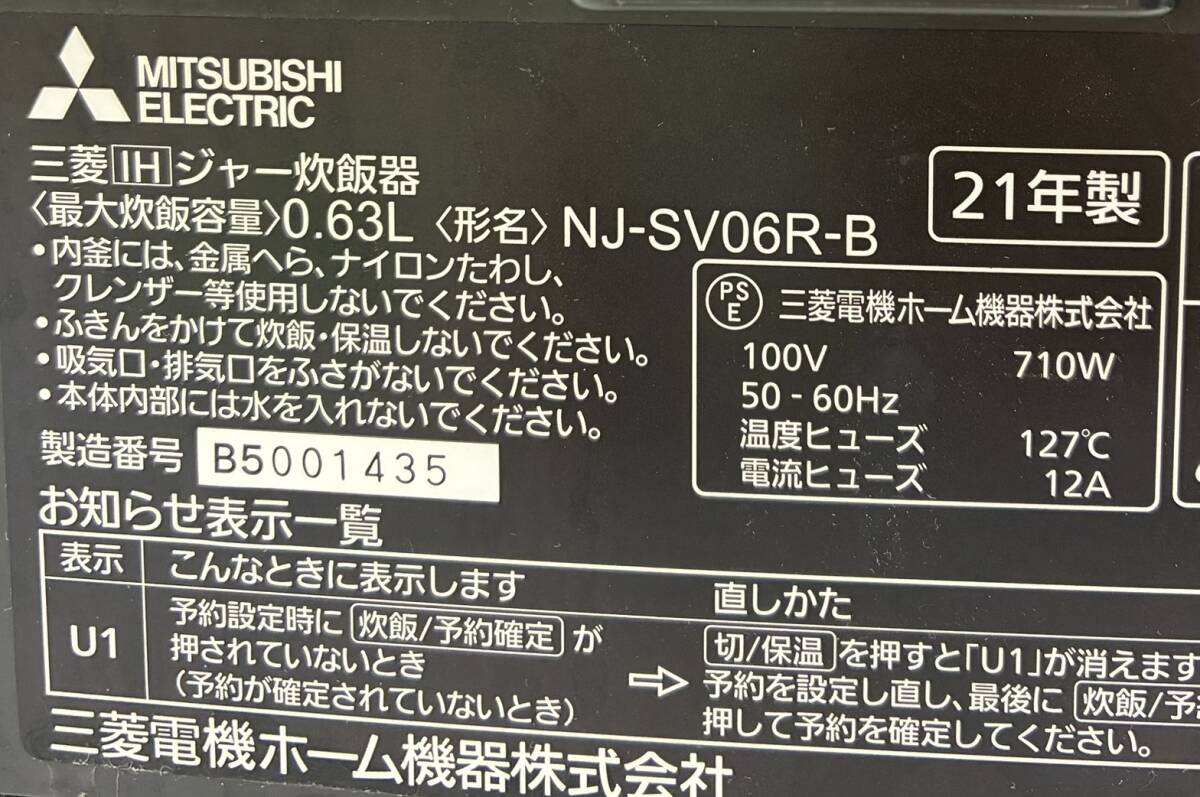 MITSUBISHI
ELECTRIC
三菱IHジャー炊飯器
〈最大炊飯容量〉0.63L 〈形名〉NJ-SV06R-B
21年製
•内釜には、金属へら、ナイロンたわし、
クレンザー等使用しないでください。
•ふきんをかけて炊飯・保温しないでください。
•吸気口・排気口をふさがないでください。
•本体内部には水を入れないでください。
製造番号 B5001435
PS
E
三菱電機ホーム機器株式会社
100V 710W
50 - 60Hz
温度ヒューズ 127℃
電流ヒューズ 12A
お知らせ表示一覧
表示 こんなときに表示します 直しかた
U1
予約設定時に 炊飯/予約確定 が
押されていないとき
(予約が確定されていないとき)
⇨
切/保温 を押すと「U1」が消えます
予約を設定し直し、最後に 炊飯/予
押して予約を確定してください。
三菱電機ホーム機器株式会社